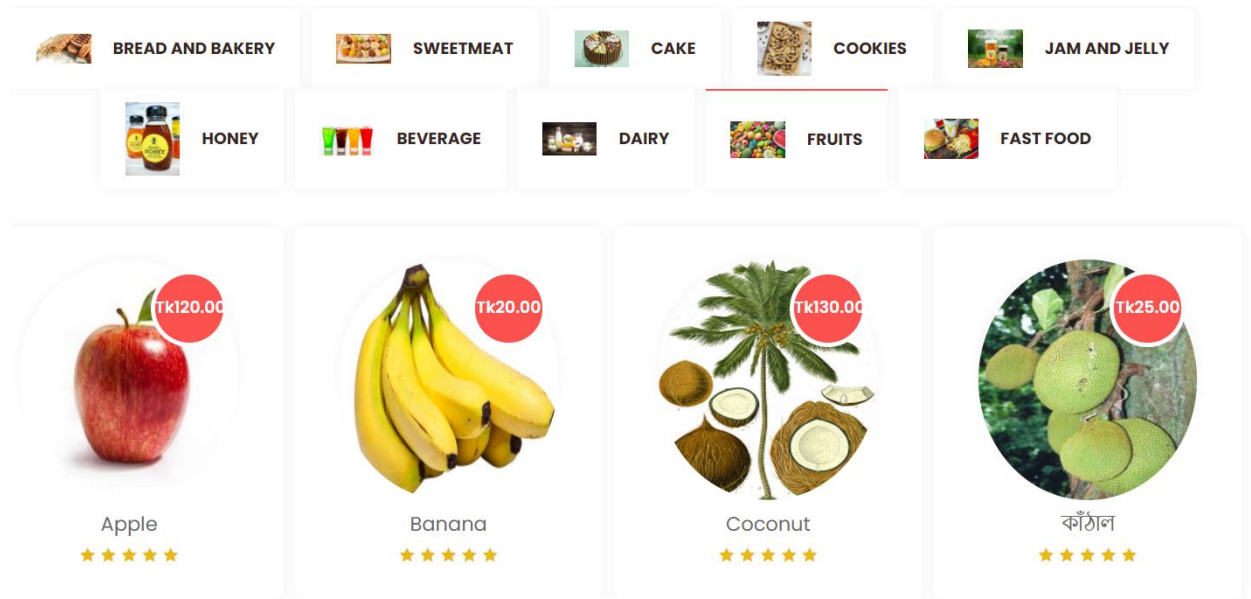 BREAD AND BAKERY
SWEETMEAT
CAKE
COOKIES
JAM AND JELLY
HONEY
BEVERAGE
DAIRY
FRUITS
FAST FOOD
Tk120.00
Tk20.00
Tk130.00
Tk25.00
Apple
Banana
Coconut
কাঁঠাল